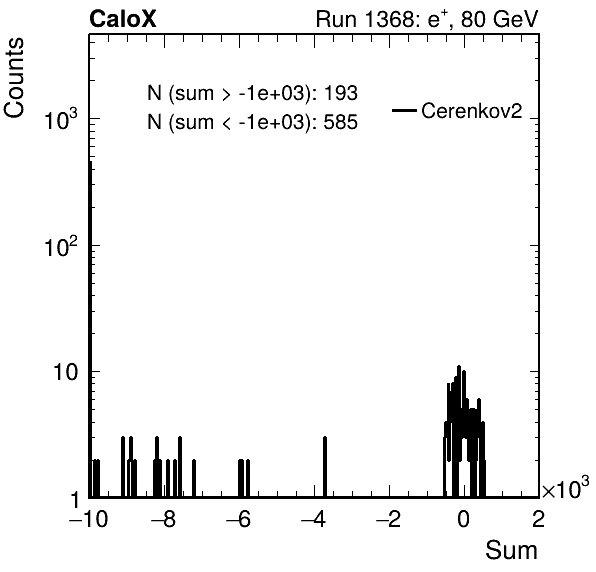 CaloX Run 1368: e⁺, 80 GeV
Counts
N (sum > -1e+03): 193
N (sum < -1e+03): 585
Cerenkov2
10³
10²
10
1
−10 −8 −6 −4 −2 0 2
×10³
Sum